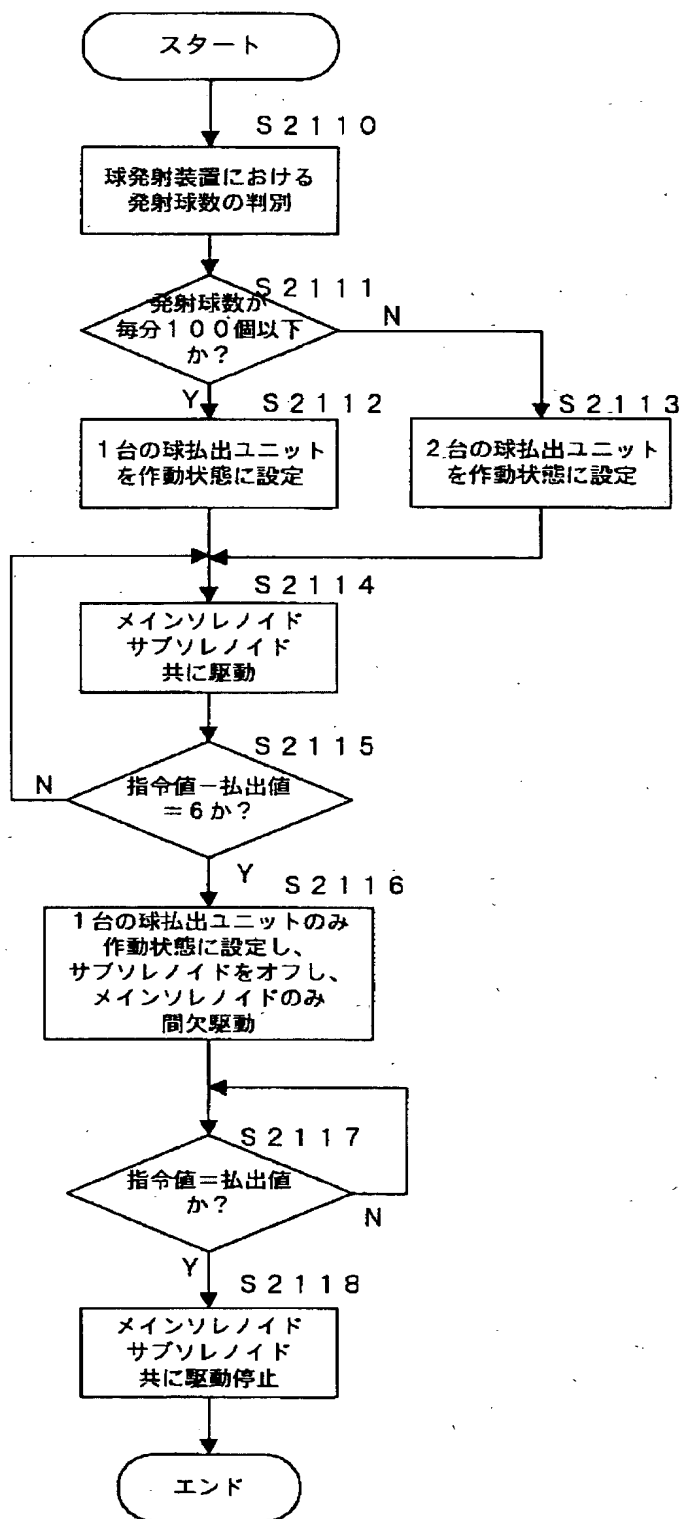 スタート
S2110
球発射装置における
発射球数の判別
S2111
発射球数が
毎分100個以下
か？
N
Y
S2112
S2113
1台の球払出ユニット
を作動状態に設定
2台の球払出ユニット
を作動状態に設定
S2114
メインソレノイド
サブソレノイド
共に駆動
S2115
N
指令値－払出値
＝6か？
Y
S2116
1台の球払出ユニットのみ
作動状態に設定し、
サブソレノイドをオフし、
メインソレノイドのみ
間欠駆動
S2117
指令値＝払出値
か？
N
Y
S2118
メインソレノイド
サブソレノイド
共に駆動停止
エンド